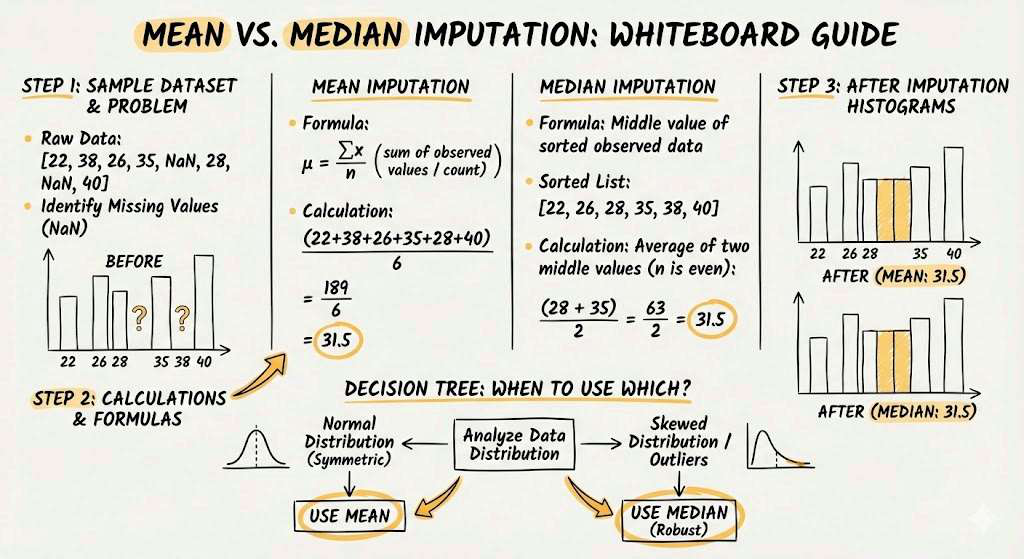 MEAN VS. MEDIAN IMPUTATION: WHITEBOARD GUIDE
STEP 1: SAMPLE DATASET
& PROBLEM
• Raw Data:
[22, 38, 26, 35, NaN, 28,
NaN, 40]
• Identify Missing Values
(NaN)
BEFORE
? ?
22 26 28 35 38 40
STEP 2: CALCULATIONS
& FORMULAS
MEAN IMPUTATION
• Formula:
μ = ∑x / n (sum of observed
values / count)
• Calculation:
(22+38+26+35+28+40)
6
= 189 / 6
= 31.5
MEDIAN IMPUTATION
• Formula: Middle value of
sorted observed data
• Sorted List:
[22, 26, 28, 35, 38, 40]
• Calculation: Average of two
middle values (n is even):
(28 + 35) / 2 = 63 / 2 = 31.5
STEP 3: AFTER IMPUTATION
HISTOGRAMS
22 26 28 35 40
AFTER (MEAN: 31.5)
AFTER (MEDIAN: 31.5)
DECISION TREE: WHEN TO USE WHICH?
Normal
Distribution
(Symmetric)
Analyze Data
Distribution
Skewed
Distribution /
Outliers
USE MEAN
USE MEDIAN
(Robust)